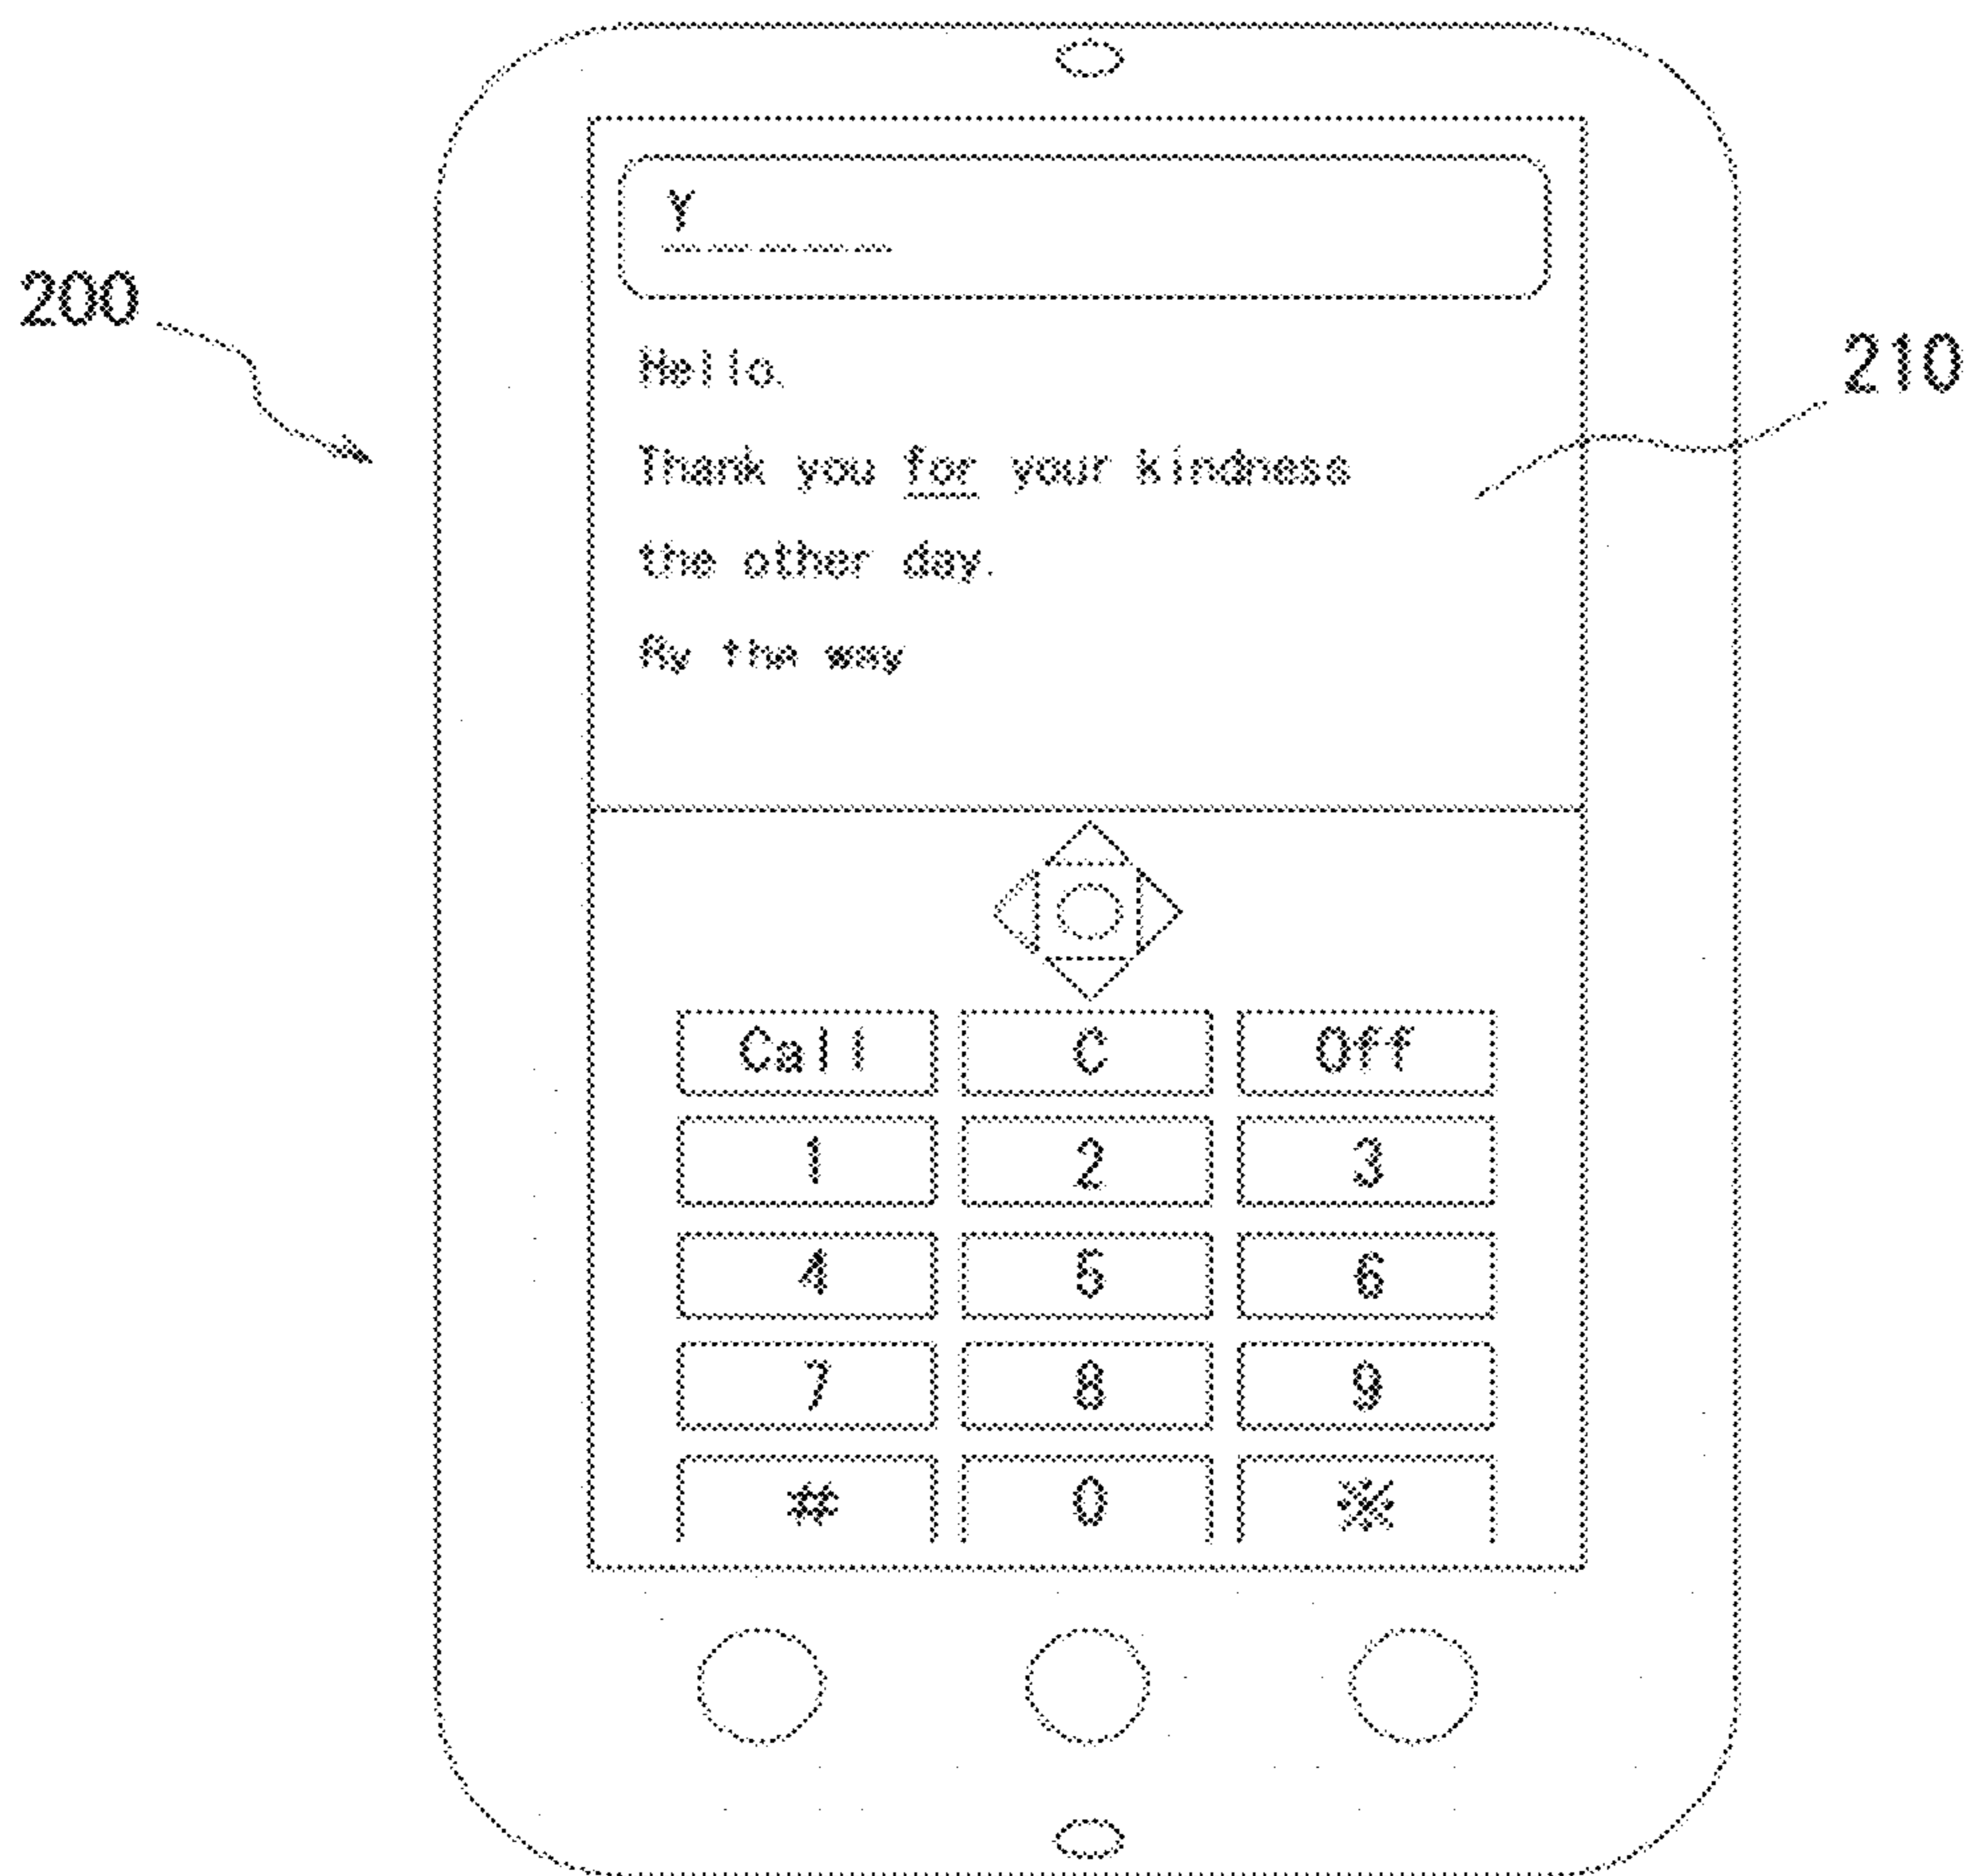 200
210
Y
Hello.
Thank you for your kindness
the other day.
By the way
Call C Off
1 2 3
4 5 6
7 8 9
# 0 ※